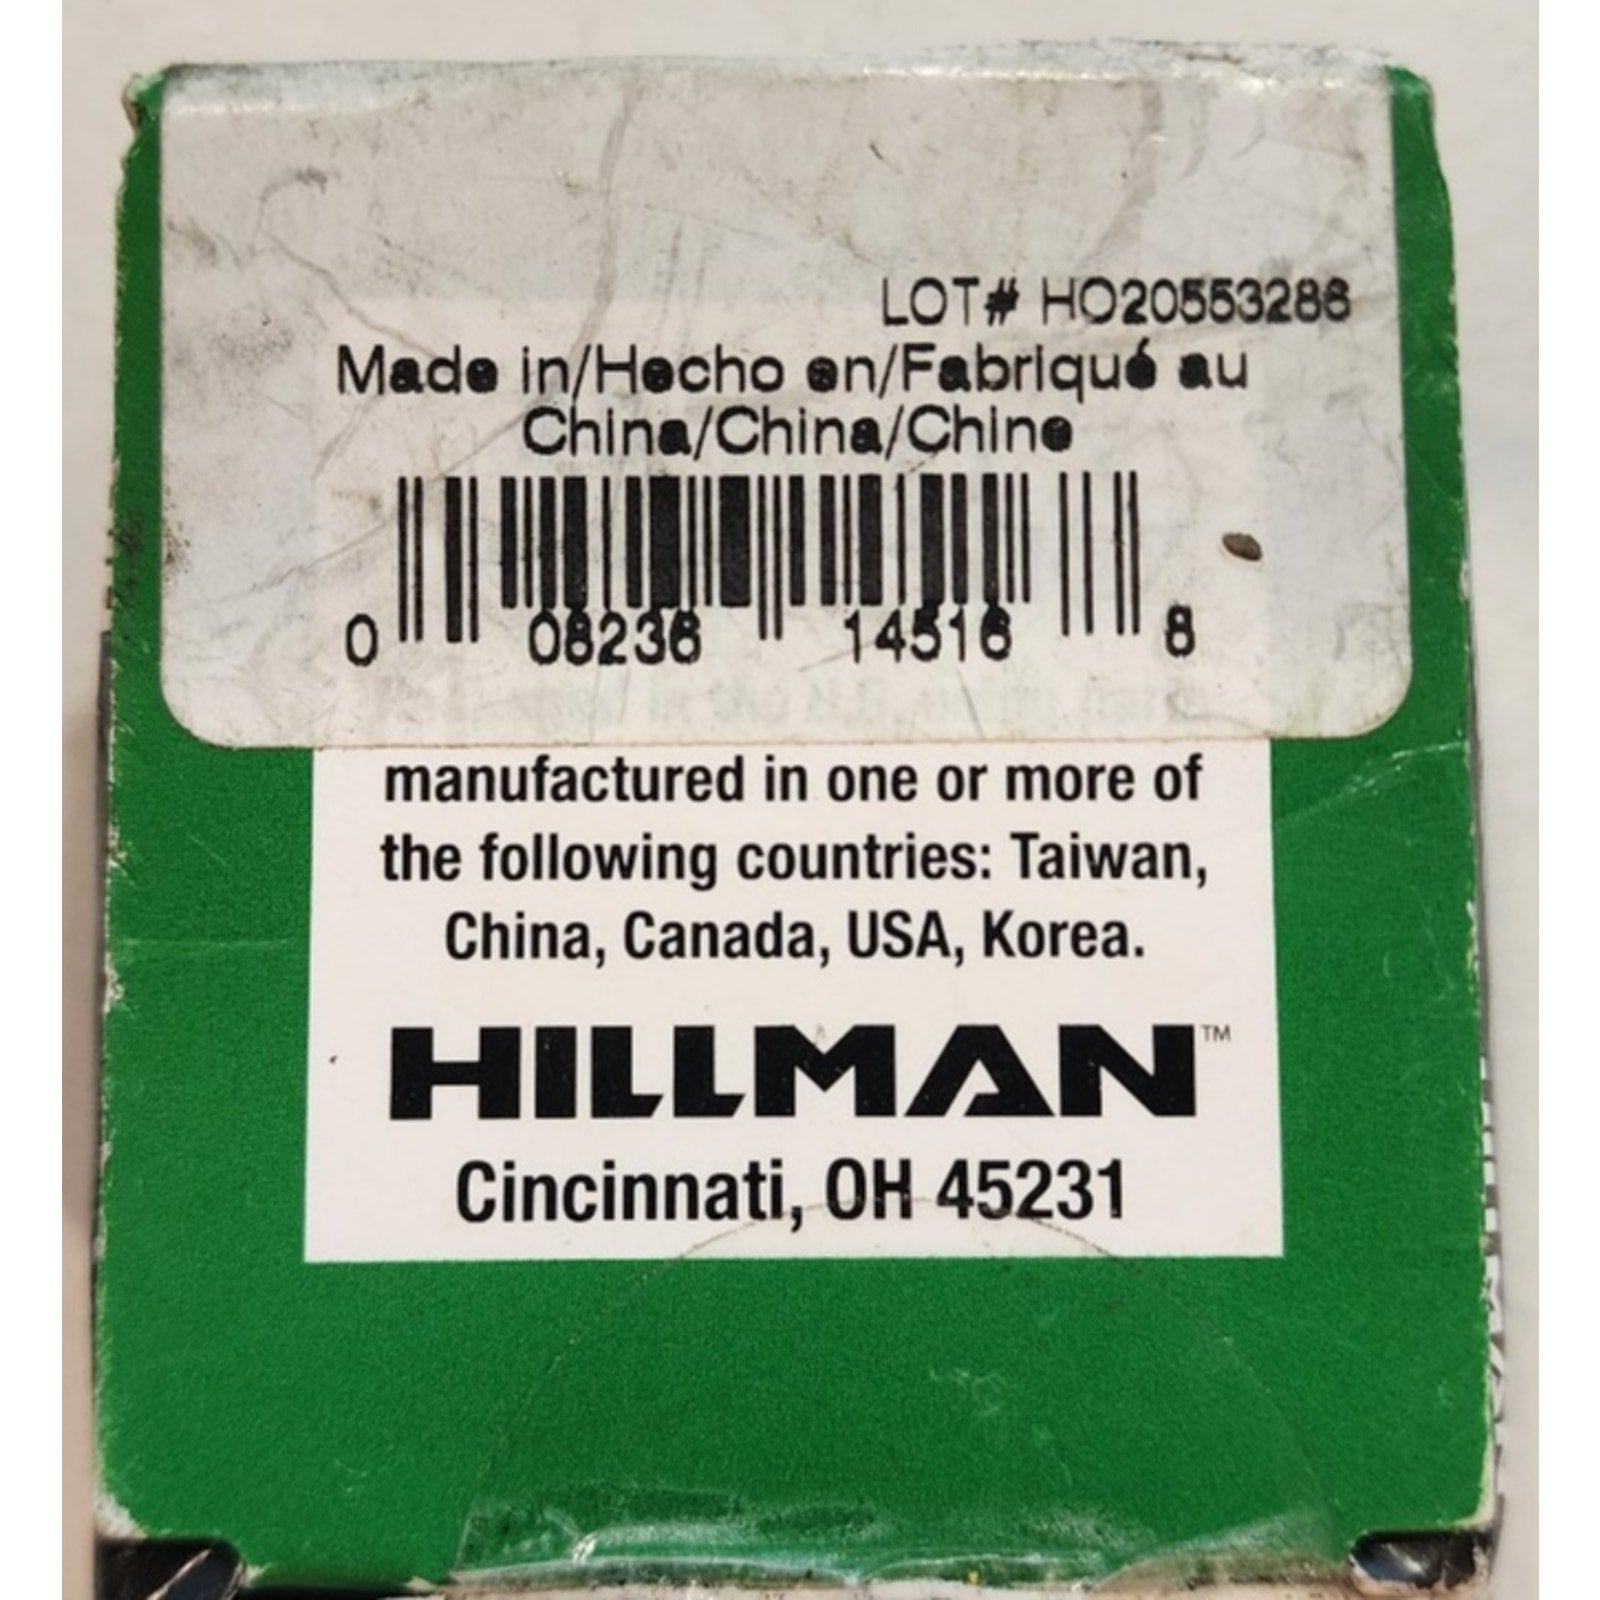 LOT# HO20553286
Made in/Hecho en/Fabriqué au
China/China/Chine
0 08236 14516 8
manufactured in one or more of
the following countries: Taiwan,
China, Canada, USA, Korea.
HILLMAN™
Cincinnati, OH 45231